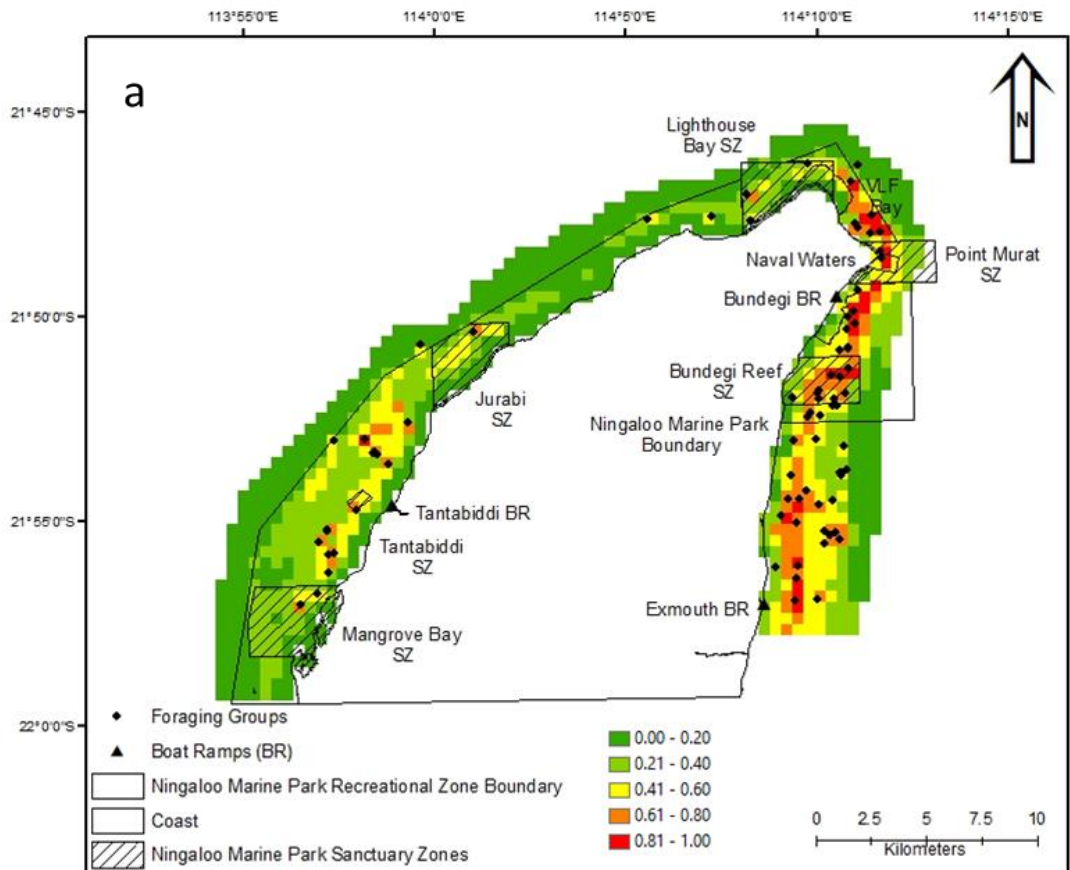 113°55'0"E
114°0'0"E
114°5'0"E
114°10'0"E
114°15'0"E
a
N
21°45'0"S
Lighthouse
Bay SZ
VLF
Bay
Naval Waters
Point Murat
SZ
Bundegi BR
21°50'0"S
Bundegi Reef
SZ
Jurabi
SZ
Ningaloo Marine Park
Boundary
21°55'0"S
Tantabiddi BR
Tantabiddi
SZ
Exmouth BR
Mangrove Bay
SZ
22°0'0"S
Foraging Groups
Boat Ramps (BR)
Ningaloo Marine Park Recreational Zone Boundary
Coast
Ningaloo Marine Park Sanctuary Zones
0.00 - 0.20
0.21 - 0.40
0.41 - 0.60
0.61 - 0.80
0.81 - 1.00
0 2.5 5 7.5 10
Kilometers